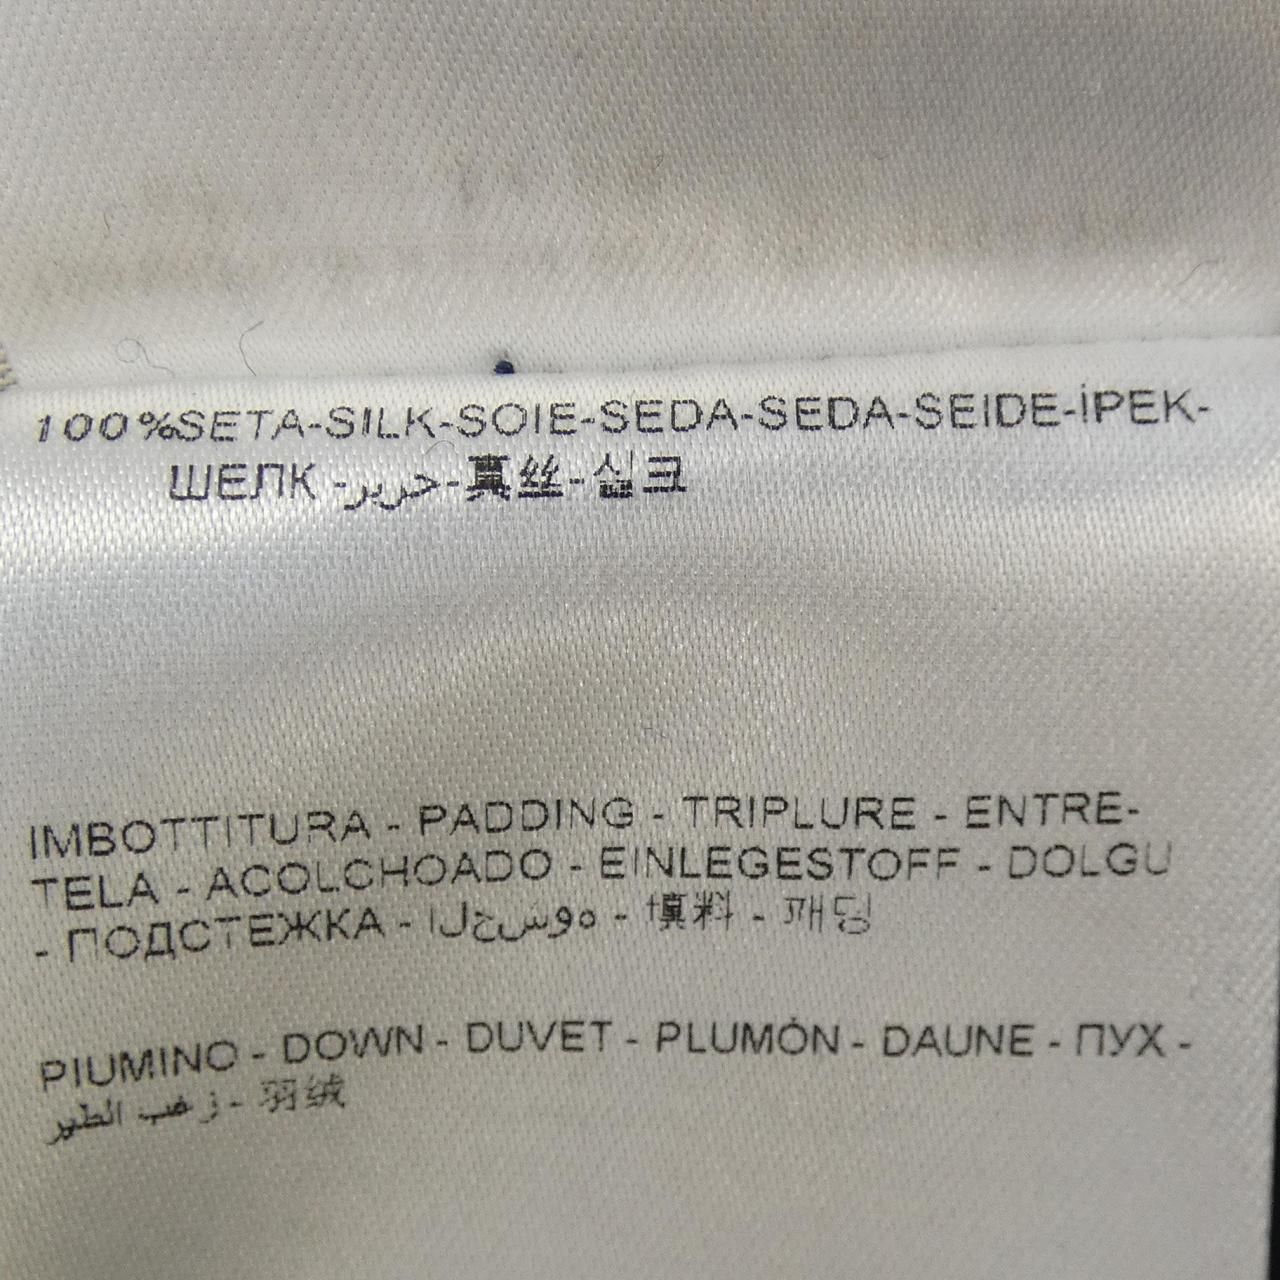 100%SETA-SILK-SOIE-SEDA-SEDA-SEIDE-İPEK-
ШЕЛК -حرير-真丝-실크
IMBOTTITURA - PADDING - TRIPLURE - ENTRE-
TELA - ACOLCHOADO - EINLEGESTOFF - DOLGU
- ПОДСТЕЖКА - الحسوه - 填料 - 패딩
PIUMINO - DOWN - DUVET - PLUMÓN - DAUNE - ПУХ -
زغب الطير - 羽绒